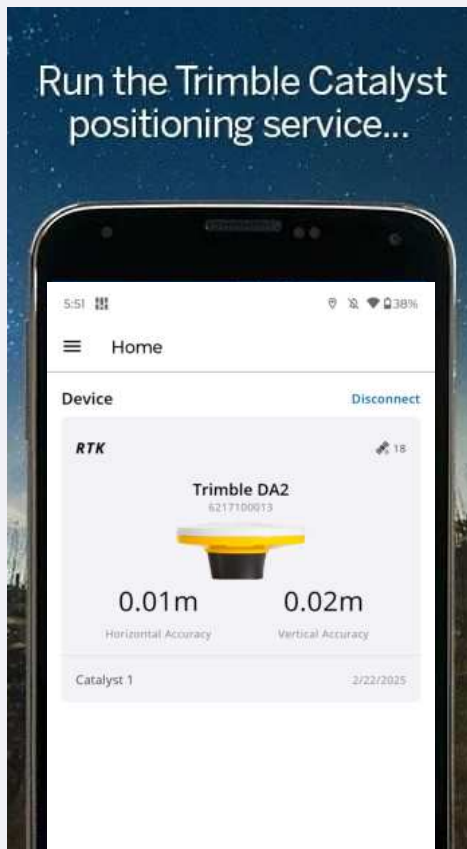 Run the Trimble Catalyst
positioning service...
5:51 38%
Home
Device Disconnect
RTK 18
Trimble DA2
6217100013
0.01m 0.02m
Horizontal Accuracy Vertical Accuracy
Catalyst 1 2/22/2025